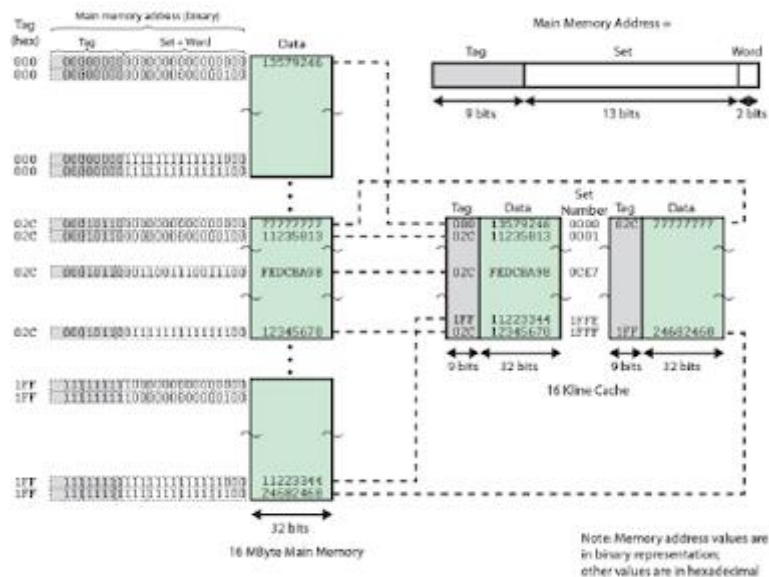 Tag
(hex)
Main memory address (binary)
Tag
Set + Word
Data
000
000
13579246
000
000
02C
77777777
02C
11235813
02C
FEDCBA98
02C
12345678
1FF
1FF
1FF
11223344
1FF
24682468
32 bits
16 MByte Main Memory
Main Memory Address =
Tag Set Word
9 bits 13 bits 2 bits
Tag Data Set Number Tag Data
000 13579246 0000 02C 77777777
02C 11235813 0001
02C FEDCBA98 0CE7
1FF 11223344 1FFE
02C 12345678 1FFF 1FF 24682468
9 bits 32 bits 9 bits 32 bits
16 Kline Cache
Note: Memory address values are
in binary representation;
other values are in hexadecimal